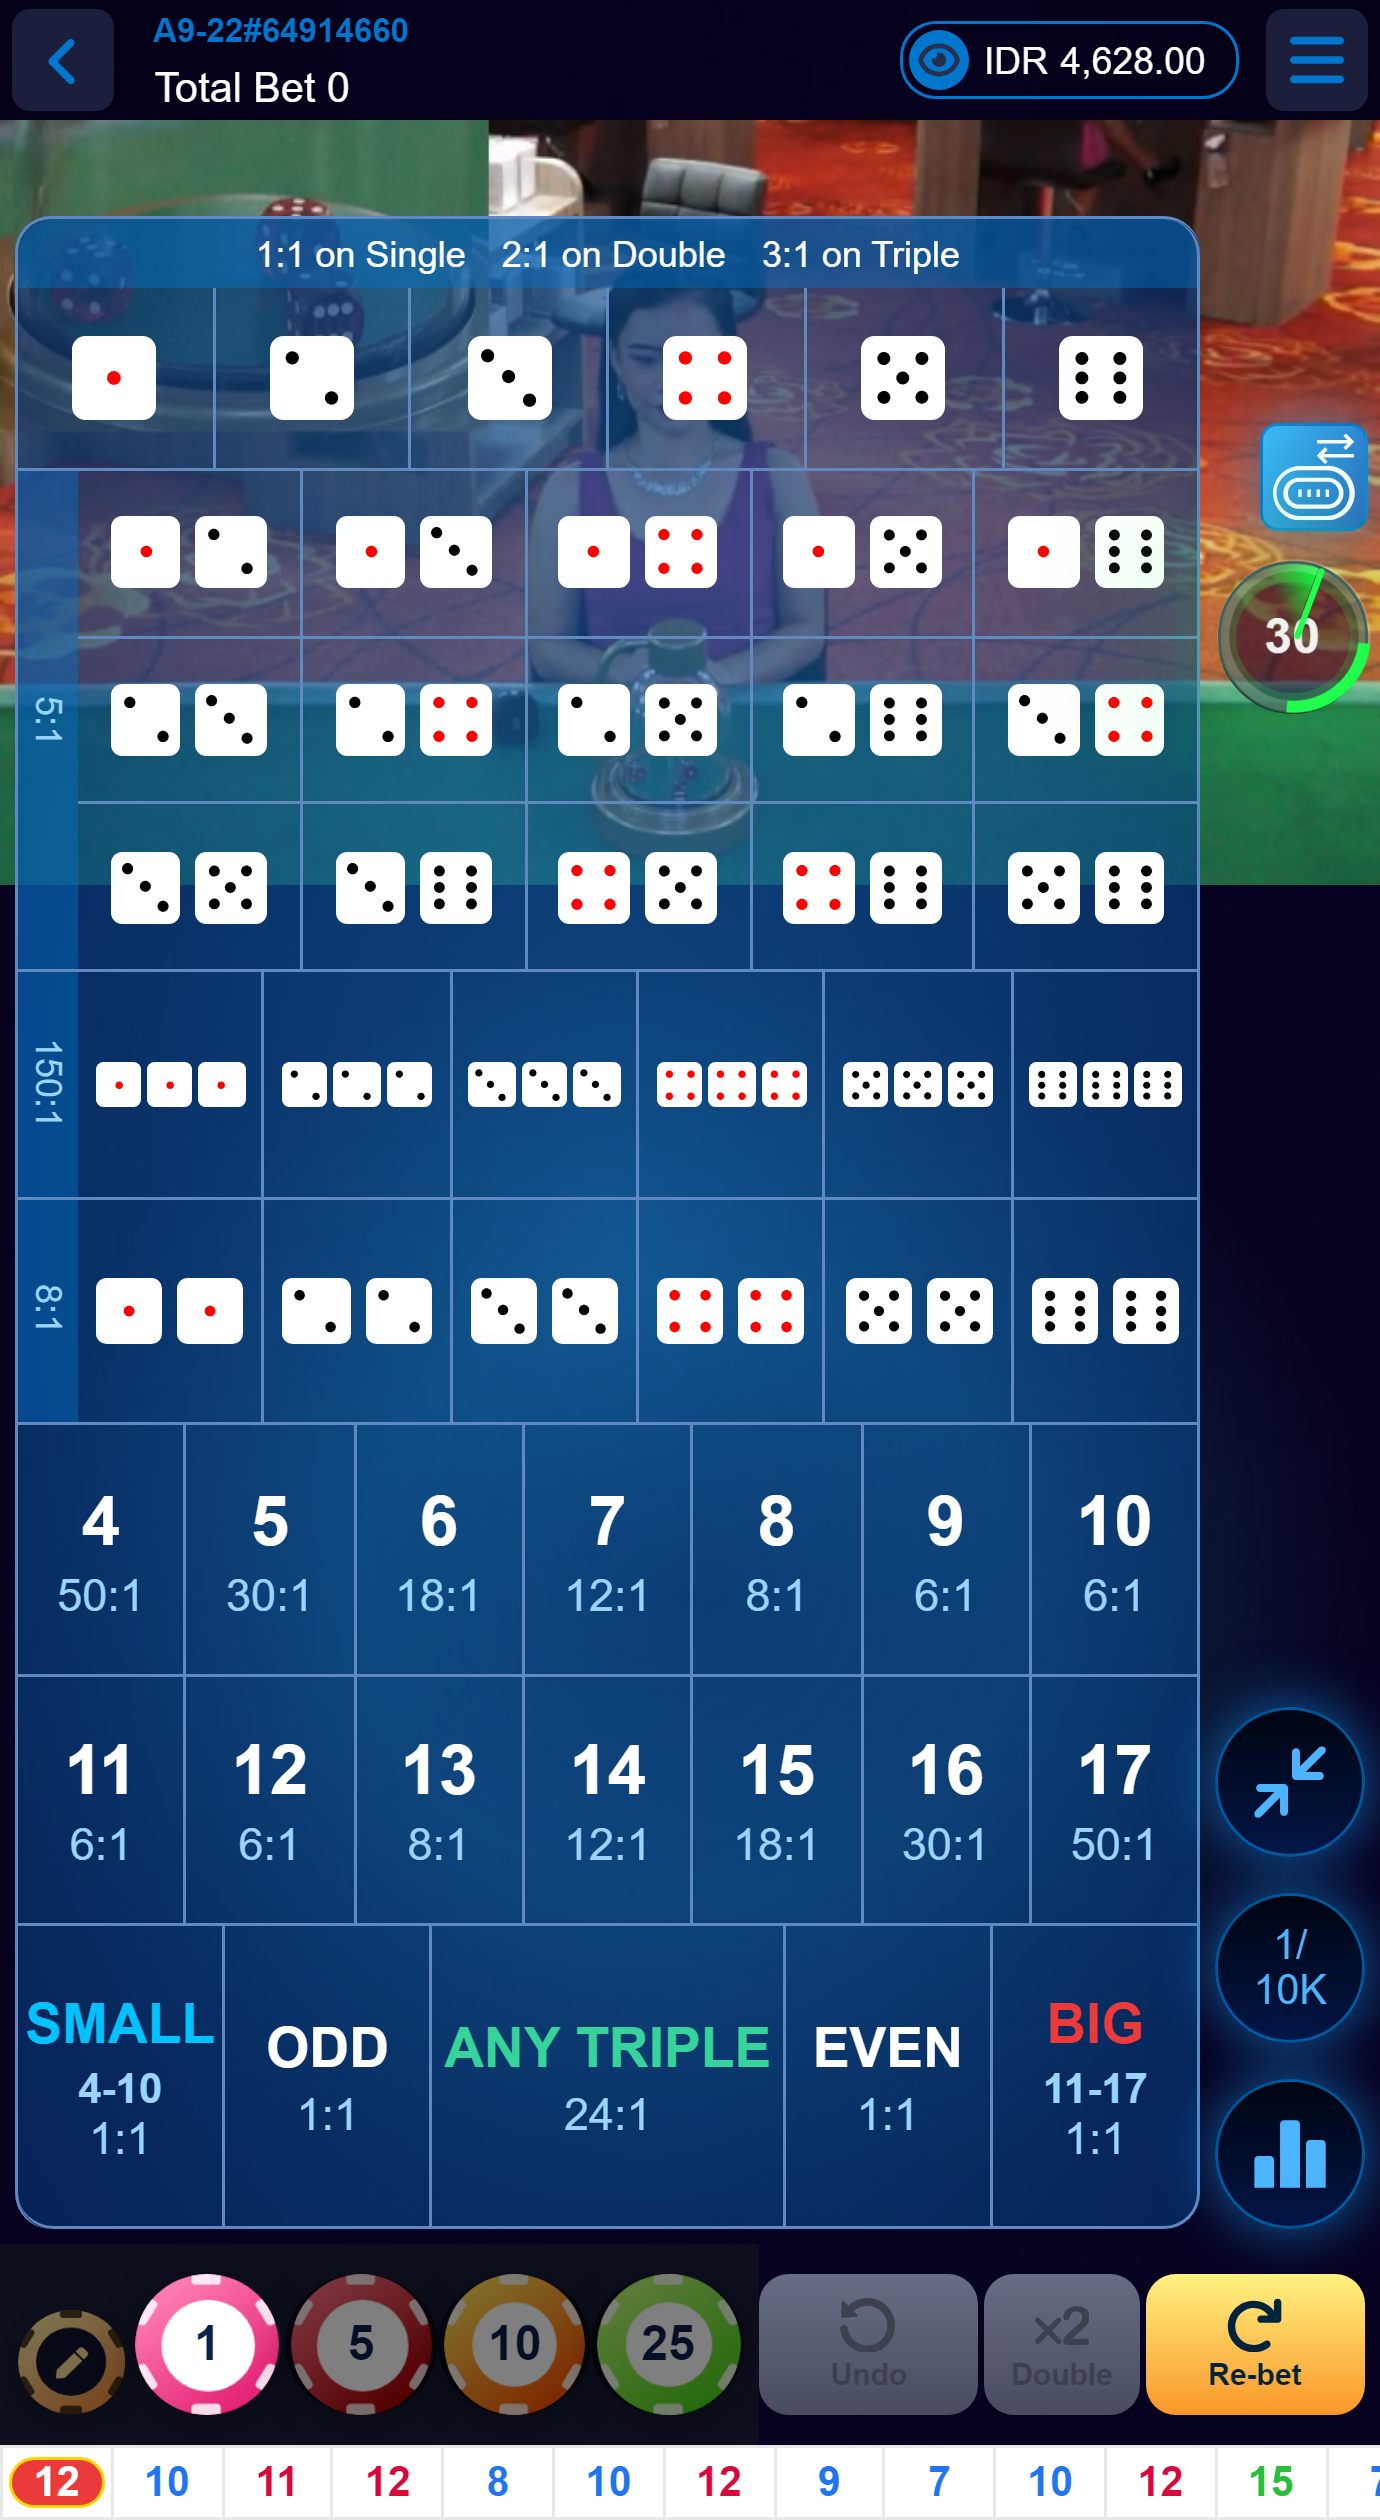 A9-22#64914660
Total Bet 0
IDR 4,628.00
1:1 on Single 2:1 on Double 3:1 on Triple
30
5:1
150:1
8:1
4 5 6 7 8 9 10
50:1 30:1 18:1 12:1 8:1 6:1 6:1
11 12 13 14 15 16 17
6:1 6:1 8:1 12:1 18:1 30:1 50:1
SMALL
4-10
1:1
ODD
1:1
ANY TRIPLE
24:1
EVEN
1:1
BIG
11-17
1:1
1/
10K
1 5 10 25
Undo
x2
Double
Re-bet
12 10 11 12 8 10 12 9 7 10 12 15